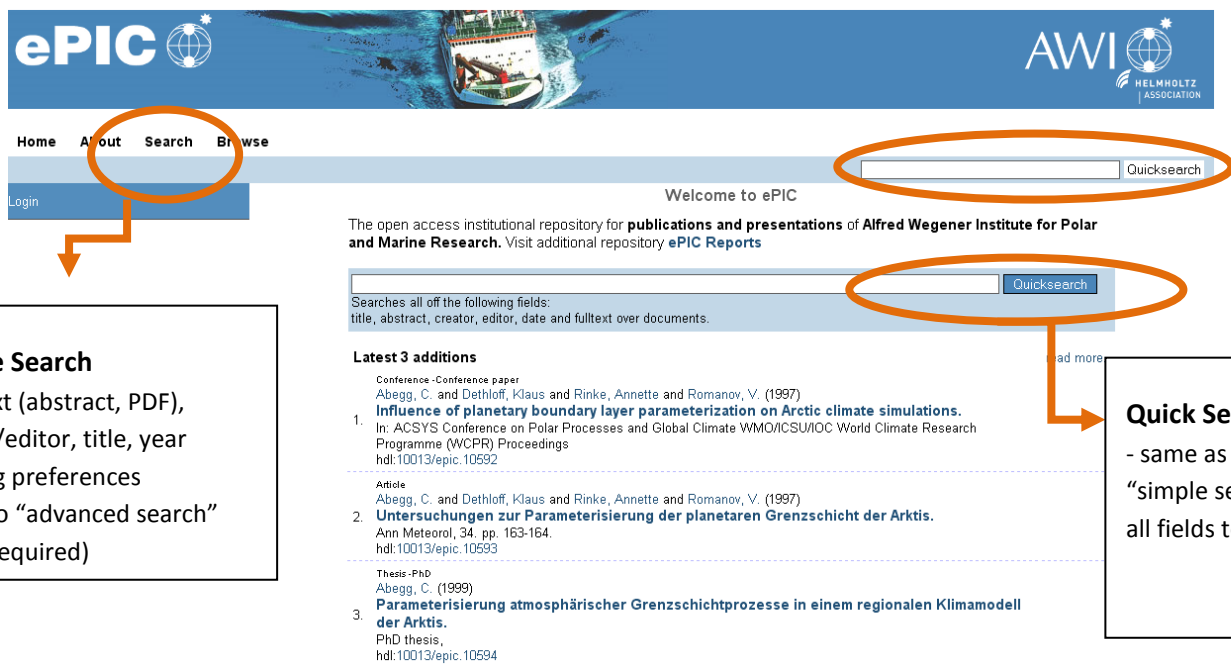 ePIC
AWI
HELMHOLTZ
ASSOCIATION
Home About Search Browse
Quicksearch
Login
Welcome to ePIC
The open access institutional repository for publications and presentations of Alfred Wegener Institute for Polar
and Marine Research. Visit additional repository ePIC Reports
Quicksearch
Searches all off the following fields:
title, abstract, creator, editor, date and fulltext over documents.
Latest 3 additions
read more
Conference -Conference paper
Abegg, C. and Dethloff, Klaus and Rinke, Annette and Romanov, V. (1997)
1. Influence of planetary boundary layer parameterization on Arctic climate simulations.
In: ACSYS Conference on Polar Processes and Global Climate WMO/ICSU/IOC World Climate Research
Programme (WCPR) Proceedings
hdl:10013/epic.10592
Article
Abegg, C. and Dethloff, Klaus and Rinke, Annette and Romanov, V. (1997)
2. Untersuchungen zur Parameterisierung der planetaren Grenzschicht der Arktis.
Ann Meteorol, 34. pp. 163-164.
hdl:10013/epic.10593
Thesis-PhD
Abegg, C. (1999)
3. Parameterisierung atmosphärischer Grenzschichtprozesse in einem regionalen Klimamodell
der Arktis.
PhD thesis,
hdl:10013/epic.10594
Search
(abstract, PDF),
/editor, title, year
preferences
"advanced search"
Quick
- same as
"simple
all fields